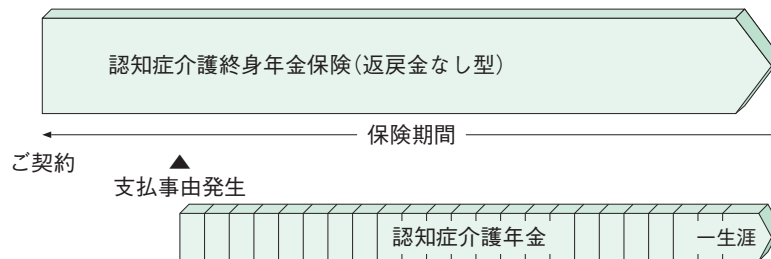 認知症介護終身年金保険(返戻金なし型)
保険期間
ご契約
支払事由発生
認知症介護年金
一生涯